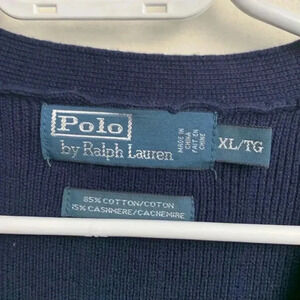 Polo
by Ralph Lauren
MADE IN
CHINA
FAIT EN
CHINE
XL/TG
85% COTTON/COTON
15% CASHMERE/CACHEMIRE